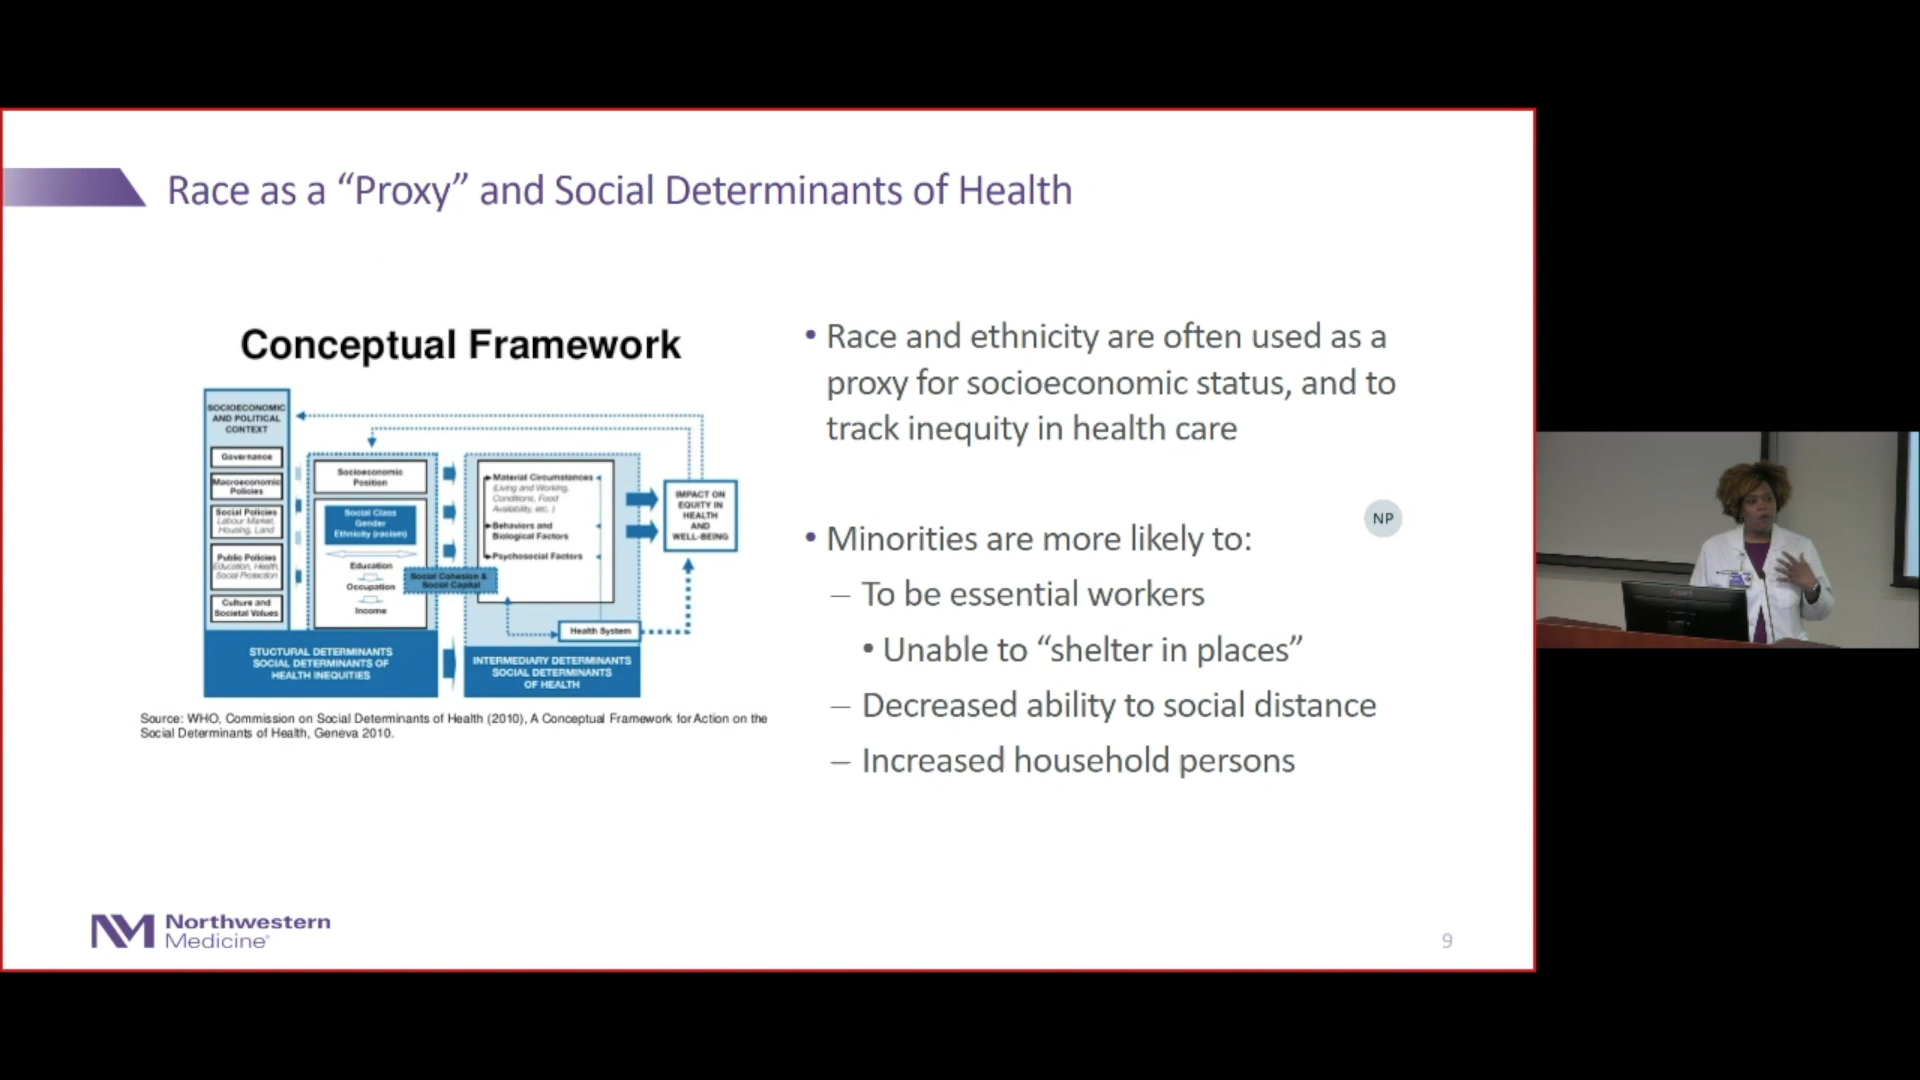 Race as a “Proxy” and Social Determinants of Health
Conceptual Framework
SOCIOECONOMIC
AND POLITICAL
CONTEXT
Governance
Macroeconomic
Policies
Social Policies
Labour Market,
Housing, Land
Public Policies
Education, Health,
Social Protection
Culture and
Societal Values
Socioeconomic
Position
Social Class
Gender
Ethnicity (racism)
Education
Occupation
Income
Social Cohesion &
Social Capital
Material Circumstances
(Living and Working,
Conditions, Food
Availability, etc. )
Behaviors and
Biological Factors
Psychosocial Factors
Health System
IMPACT ON
EQUITY IN
HEALTH
AND
WELL-BEING
STUCTURAL DETERMINANTS
SOCIAL DETERMINANTS OF
HEALTH INEQUITIES
INTERMEDIARY DETERMINANTS
SOCIAL DETERMINANTS
OF HEALTH
Source: WHO, Commission on Social Determinants of Health (2010), A Conceptual Framework for Action on the
Social Determinants of Health, Geneva 2010.
• Race and ethnicity are often used as a
proxy for socioeconomic status, and to
track inequity in health care
• Minorities are more likely to:
– To be essential workers
• Unable to “shelter in places”
– Decreased ability to social distance
– Increased household persons
NP
NM Northwestern
Medicine®
9